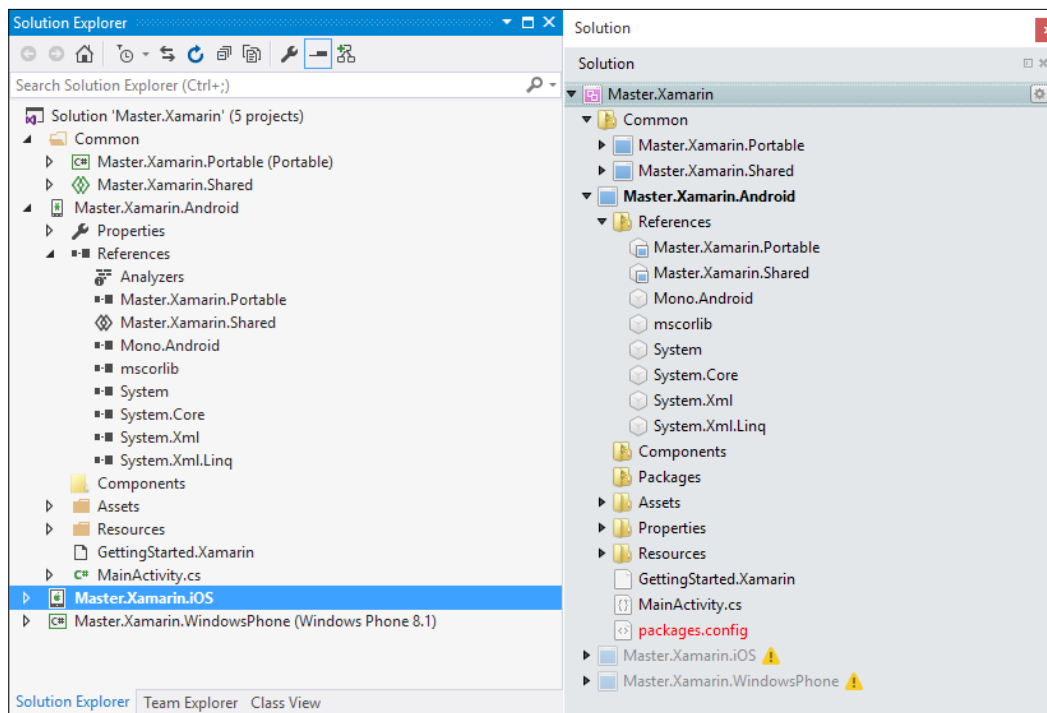 Solution Explorer
Search Solution Explorer (Ctrl+;)
Solution 'Master.Xamarin' (5 projects)
Common
Master.Xamarin.Portable (Portable)
Master.Xamarin.Shared
Master.Xamarin.Android
Properties
References
Analyzers
Master.Xamarin.Portable
Master.Xamarin.Shared
Mono.Android
mscorlib
System
System.Core
System.Xml
System.Xml.Linq
Components
Assets
Resources
GettingStarted.Xamarin
C# MainActivity.cs
Master.Xamarin.iOS
C# Master.Xamarin.WindowsPhone (Windows Phone 8.1)
Solution Explorer Team Explorer Class View
Solution
Solution
Master.Xamarin
Common
Master.Xamarin.Portable
Master.Xamarin.Shared
Master.Xamarin.Android
References
Master.Xamarin.Portable
Master.Xamarin.Shared
Mono.Android
mscorlib
System
System.Core
System.Xml
System.Xml.Linq
Components
Packages
Assets
Properties
Resources
GettingStarted.Xamarin
MainActivity.cs
packages.config
Master.Xamarin.iOS
Master.Xamarin.WindowsPhone